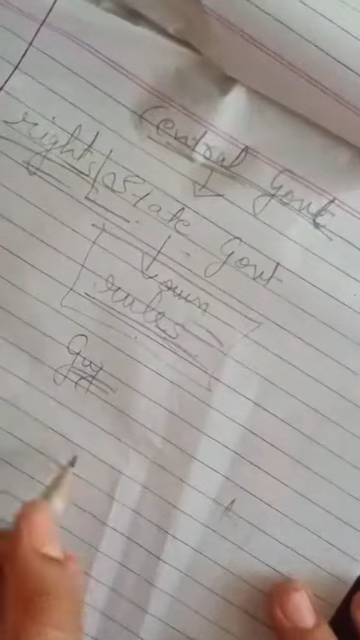 Central Govt
rights State Govt
own
rules
Guj